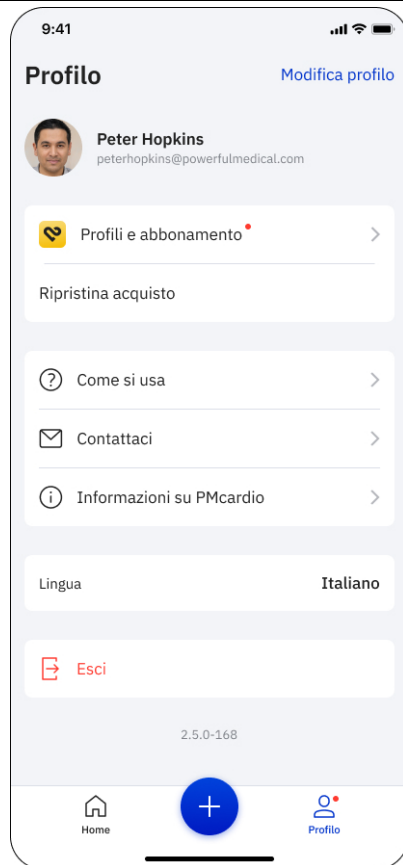 9:41
Profilo
Modifica profilo
Peter Hopkins
peterhopkins@powerfulmedical.com
Profili e abbonamento
Ripristina acquisto
Come si usa
Contattaci
Informazioni su PMcardio
Lingua
Italiano
Esci
2.5.0-168
Home
Profilo